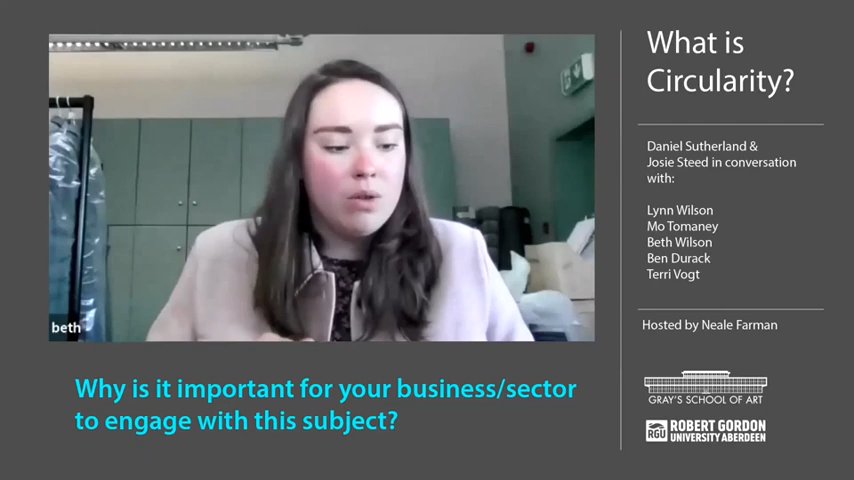 What is
Circularity?
Daniel Sutherland &
Josie Steed in conversation
with:
Lynn Wilson
Mo Tomaney
Beth Wilson
Ben Durack
Terri Vogt
Hosted by Neale Farman
GRAY'S SCHOOL OF ART
RGU
ROBERT GORDON
UNIVERSITY ABERDEEN
beth
Why is it important for your business/sector
to engage with this subject?